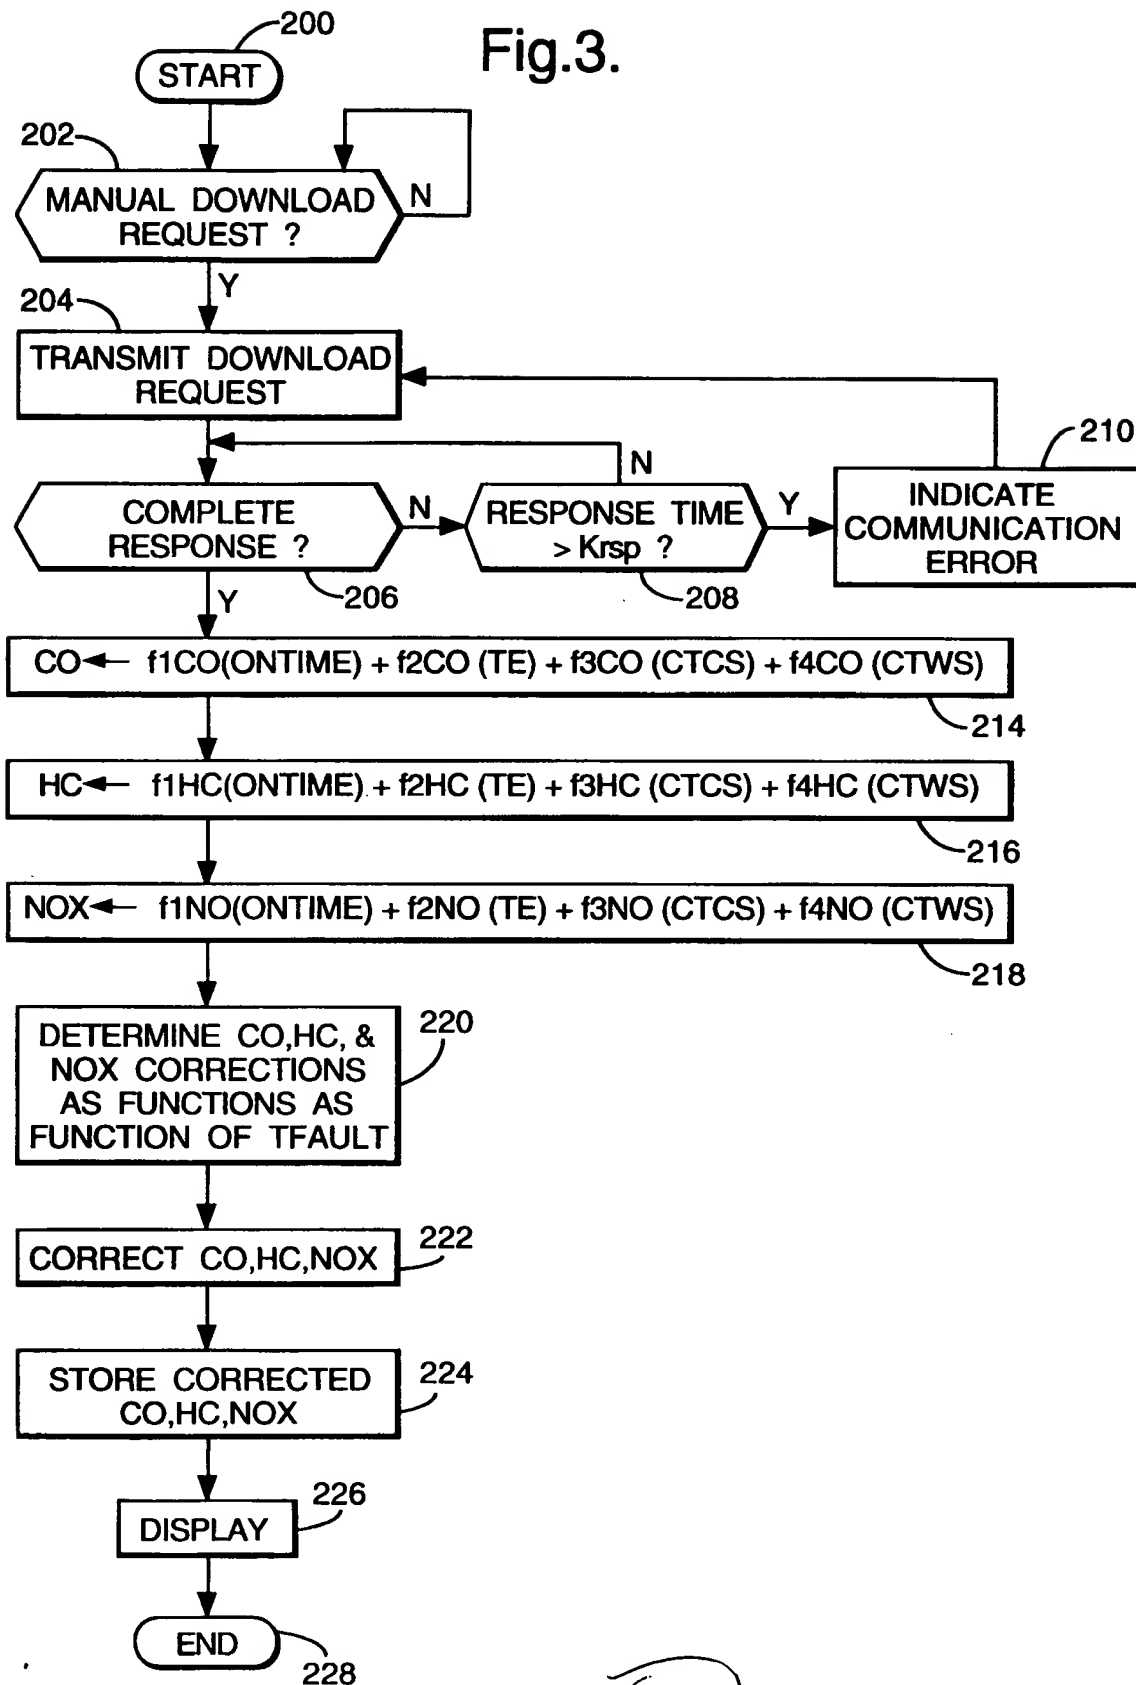 Fig.3.
200
START
202
MANUAL DOWNLOAD
REQUEST ?
N
Y
204
TRANSMIT DOWNLOAD
REQUEST
N
210
COMPLETE
RESPONSE ?
N
RESPONSE TIME
> Krsp ?
Y
INDICATE
COMMUNICATION
ERROR
206
208
Y
CO← f1CO(ONTIME) + f2CO (TE) + f3CO (CTCS) + f4CO (CTWS)
214
HC← f1HC(ONTIME) + f2HC (TE) + f3HC (CTCS) + f4HC (CTWS)
216
NOX← f1NO(ONTIME) + f2NO (TE) + f3NO (CTCS) + f4NO (CTWS)
218
DETERMINE CO,HC, &
NOX CORRECTIONS
AS FUNCTIONS AS
FUNCTION OF TFAULT
220
CORRECT CO,HC,NOX
222
STORE CORRECTED
CO,HC,NOX
224
226
DISPLAY
END
228